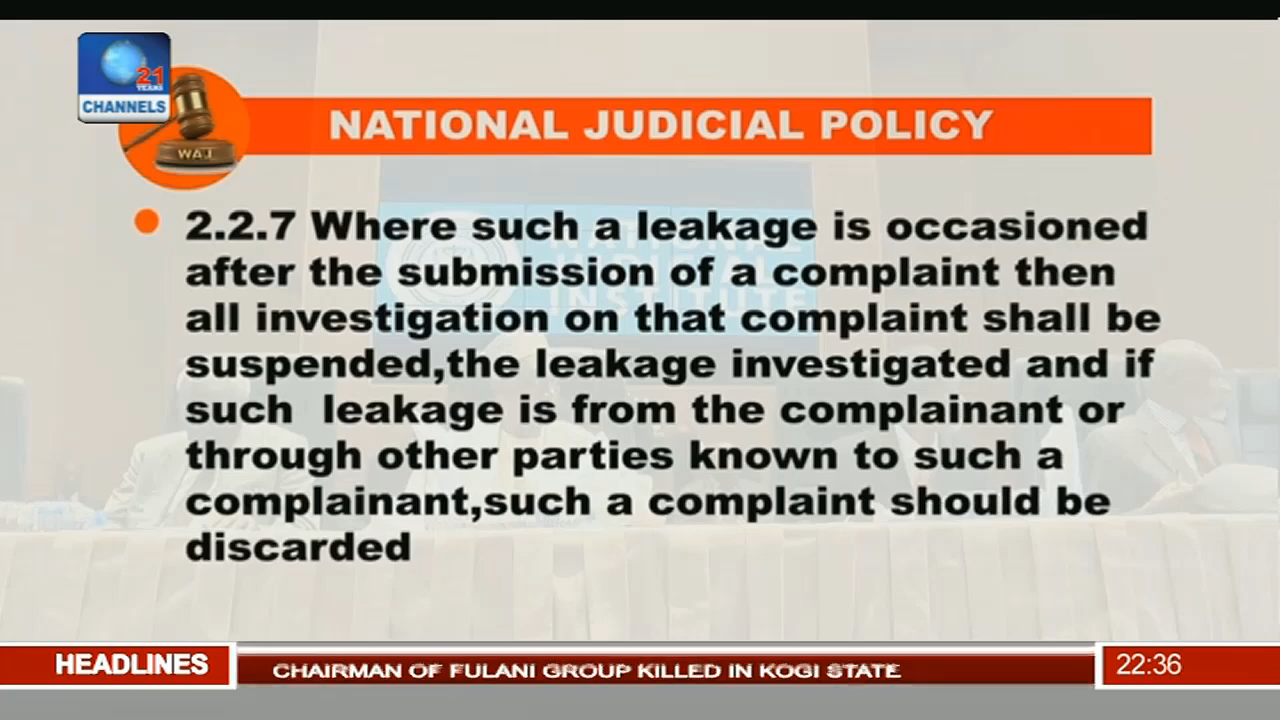 21
YEARS
CHANNELS
WAJ
NATIONAL JUDICIAL POLICY
2.2.7 Where such a leakage is occasioned
after the submission of a complaint then
all investigation on that complaint shall be
suspended,the leakage investigated and if
such leakage is from the complainant or
through other parties known to such a
complainant,such a complaint should be
discarded
NATIONAL
JUDICIAL
INSTITUTE
HEADLINES
CHAIRMAN OF FULANI GROUP KILLED IN KOGI STATE
22:36